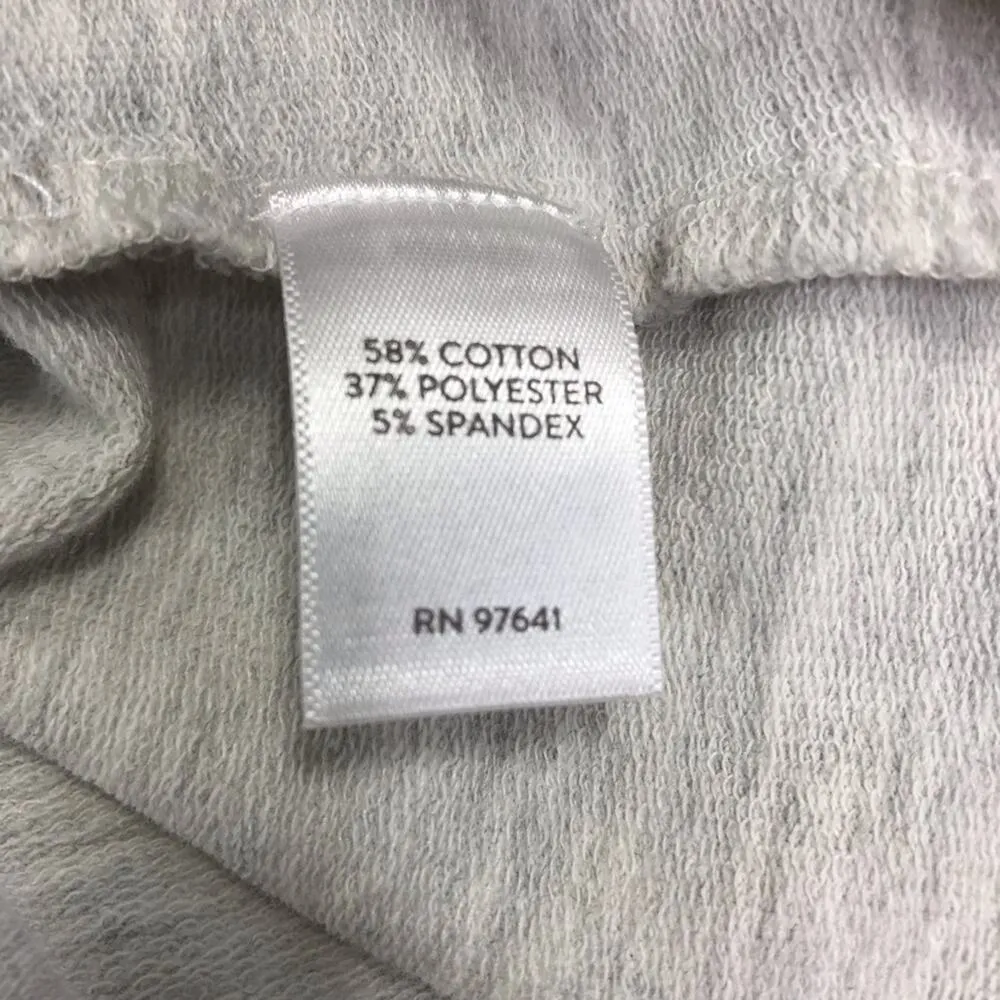 58% COTTON
37% POLYESTER
5% SPANDEX
RN 97641